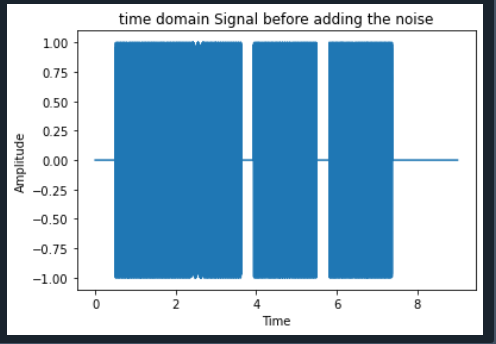 time domain Signal before adding the noise
1.00
0.75
0.50
0.25
0.00
−0.25
−0.50
−0.75
−1.00
Amplitude
0 2 4 6 8
Time